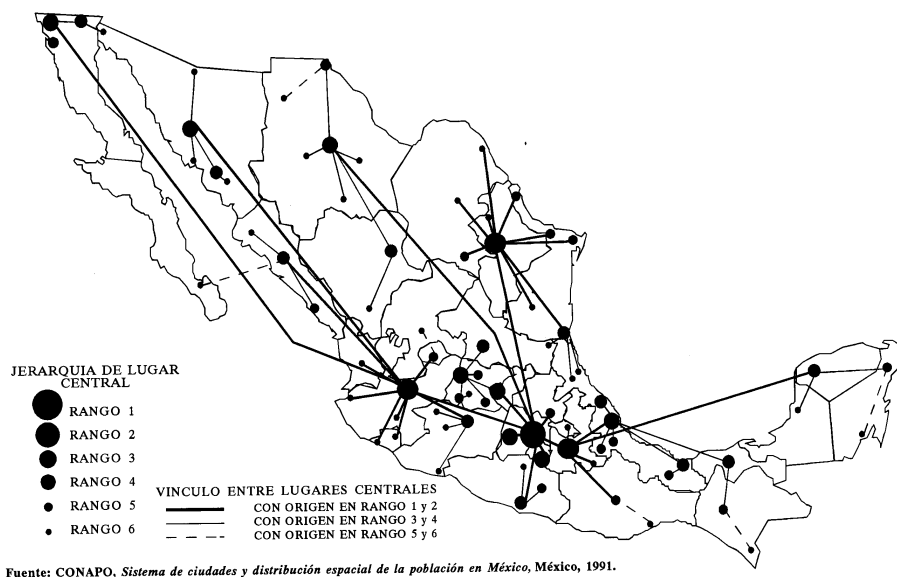 JERARQUIA DE LUGAR
CENTRAL
RANGO 1
RANGO 2
RANGO 3
RANGO 4
RANGO 5
RANGO 6
VINCULO ENTRE LUGARES CENTRALES
CON ORIGEN EN RANGO 1 y 2
CON ORIGEN EN RANGO 3 y 4
CON ORIGEN EN RANGO 5 y 6
Fuente: CONAPO, Sistema de ciudades y distribución espacial de la población en México, México, 1991.